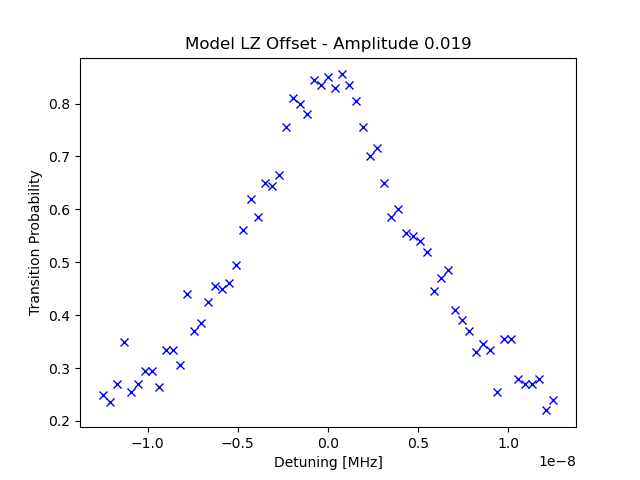 Model LZ Offset - Amplitude 0.019
Transition Probability
0.8
0.7
0.6
0.5
0.4
0.3
0.2
−1.0 −0.5 0.0 0.5 1.0
1e−8
Detuning [MHz]